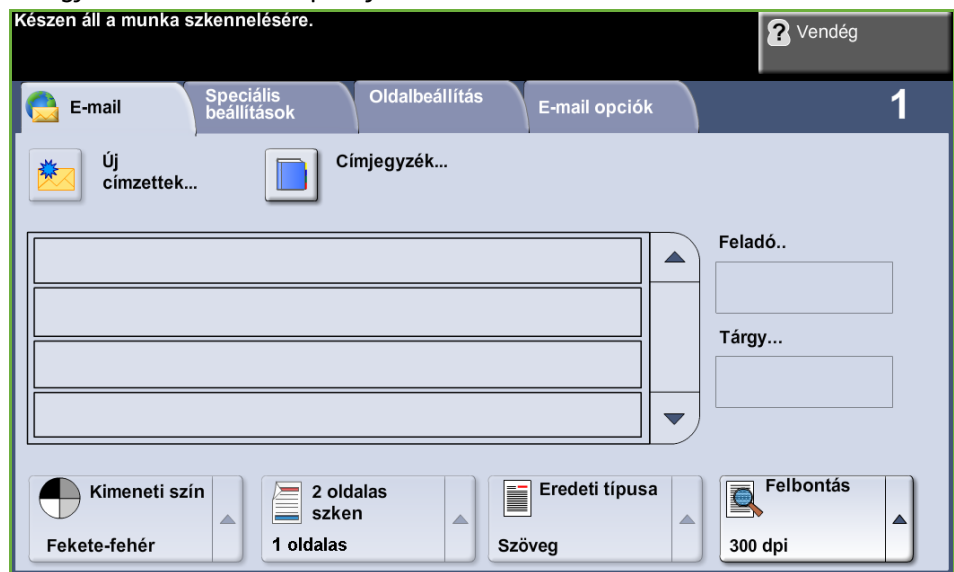 Készen áll a munka szkennelésére.
Vendég
E-mail
Speciális
beállítások
Oldalbeállítás
E-mail opciók
1
Új
címzettek...
Címjegyzék...
Feladó..
Tárgy...
Kimeneti szín
Fekete-fehér
2 oldalas
szken
1 oldalas
Eredeti típusa
Szöveg
Felbontás
300 dpi